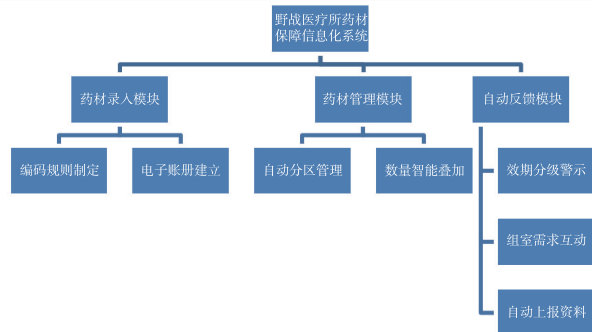 野战医疗所药材
保障信息化系统
药材录入模块
药材管理模块
自动反馈模块
编码规则制定
电子账册建立
自动分区管理
数量智能叠加
效期分级警示
组室需求互动
自动上报资料